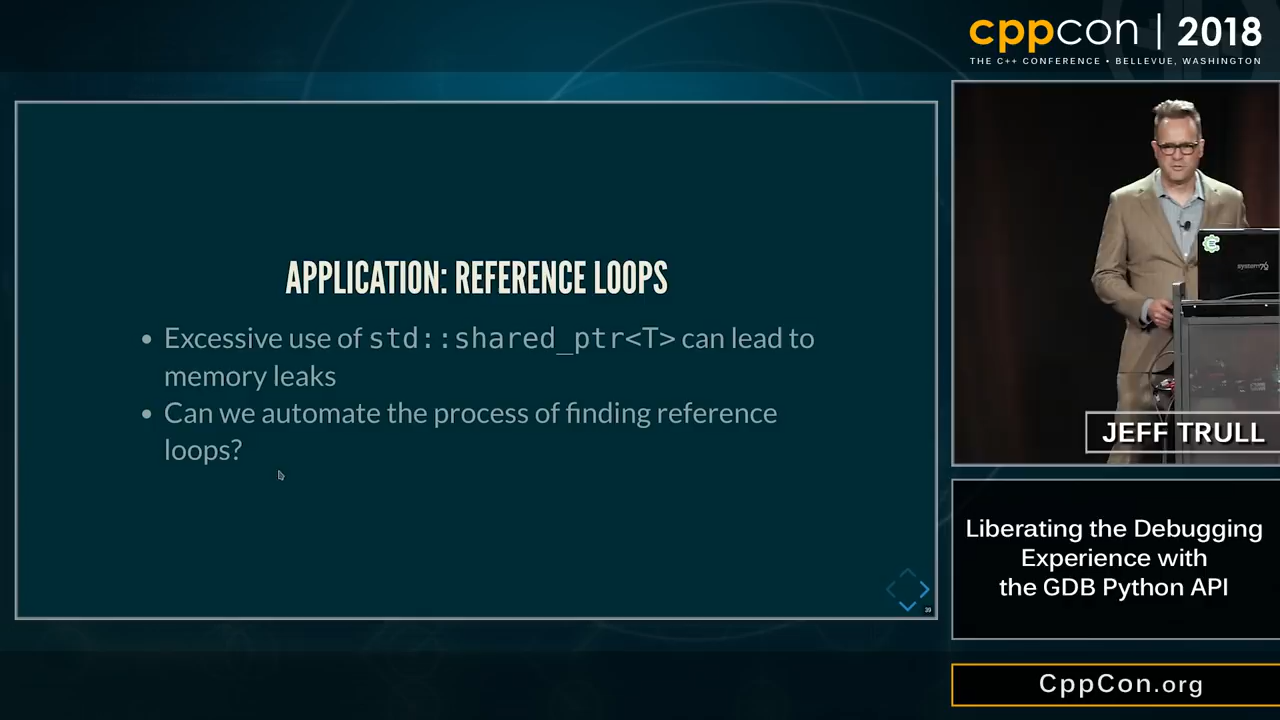 cppcon | 2018
THE C++ CONFERENCE • BELLEVUE, WASHINGTON
APPLICATION: REFERENCE LOOPS
• Excessive use of std::shared_ptr<T> can lead to
memory leaks
• Can we automate the process of finding reference
loops?
39
system76
JEFF TRULL
Liberating the Debugging
Experience with
the GDB Python API
CppCon.org